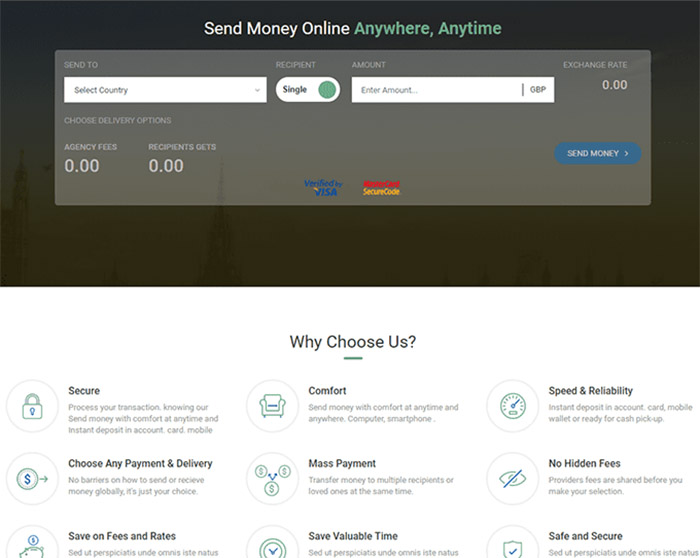 Send Money Online Anywhere, Anytime
SEND TO
RECIPIENT
AMOUNT
EXCHANGE RATE
Select Country
Single
Enter Amount...
GBP
0.00
CHOOSE DELIVERY OPTIONS
AGENCY FEES
RECIPIENTS GETS
0.00
0.00
SEND MONEY
Verified by
VISA
MasterCard
SecureCode.
Why Choose Us?
Secure
Process your transaction. knowing our
Send money with comfort at anytime and
Instant deposit in account. card. mobile
Comfort
Send money with comfort at anytime and
anywhere. Computer, smartphone .
Speed & Reliability
Instant deposit in account. card, mobile
wallet or ready for cash pick-up.
Choose Any Payment & Delivery
No barriers on how to send or recieve
money globally, it's just your choice.
Mass Payment
Transfer money to multiple recipients or
loved ones at the same time.
No Hidden Fees
Providers fees are shared before you
make your selection.
Save on Fees and Rates
Sed ut perspiciatis unde omnis iste natus
Save Valuable Time
Sed ut perspiciatis unde omnis iste natus
Safe and Secure
Sed ut perspiciatis unde omnis iste natus